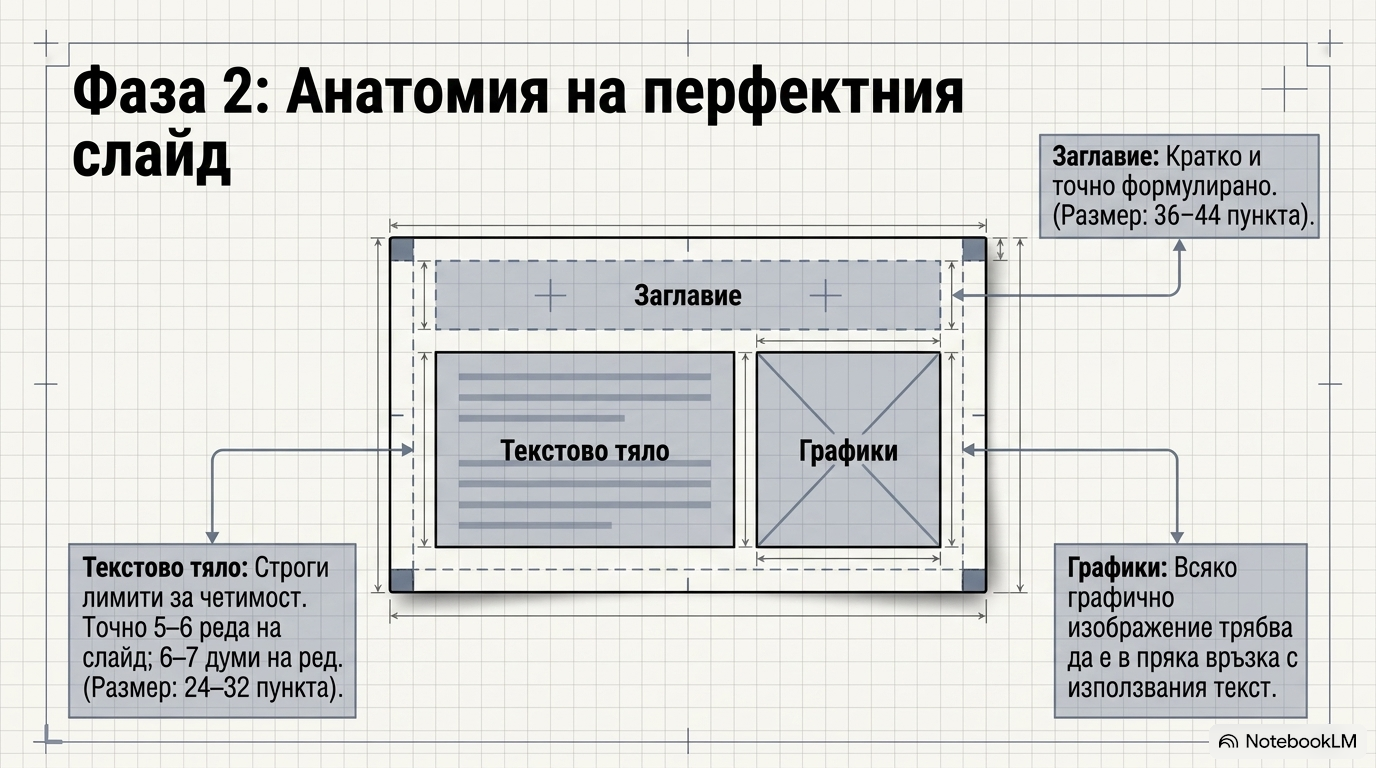 Фаза 2: Анатомия на перфектния
слайд
Заглавие: Кратко и
точно формулирано.
(Размер: 36–44 пункта).
Заглавие
Текстово тяло
Графики
Текстово тяло: Строги
лимити за четимост.
Точно 5–6 реда на
слайд; 6–7 думи на ред.
(Размер: 24–32 пункта).
Графики: Всяко
графично
изображение трябва
да е в пряка връзка с
използвания текст.
NotebookLM